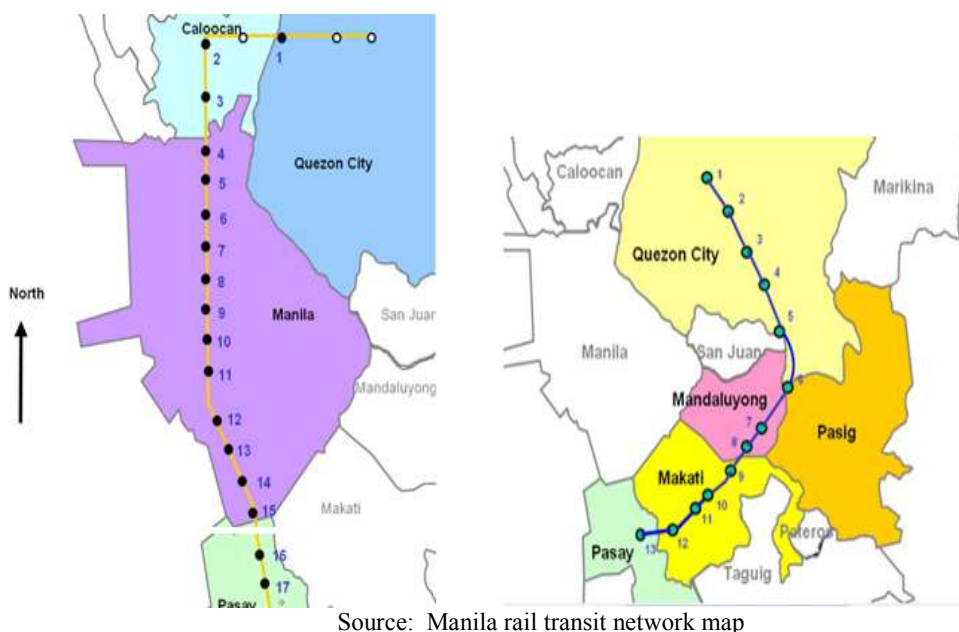 Caloocan
1
2
3
4
5
6
7
8
9
10
11
12
13
14
15
16
17
Quezon City
Manila
San Juan
Mandaluyong
Makati
Pasay
North
1
2
3
4
5
6
7
8
9
10
11
12
13
Caloocan
Marikina
Quezon City
Manila
San Juan
Mandaluyong
Pasig
Makati
Pateros
Pasay
Taguig
Source: Manila rail transit network map